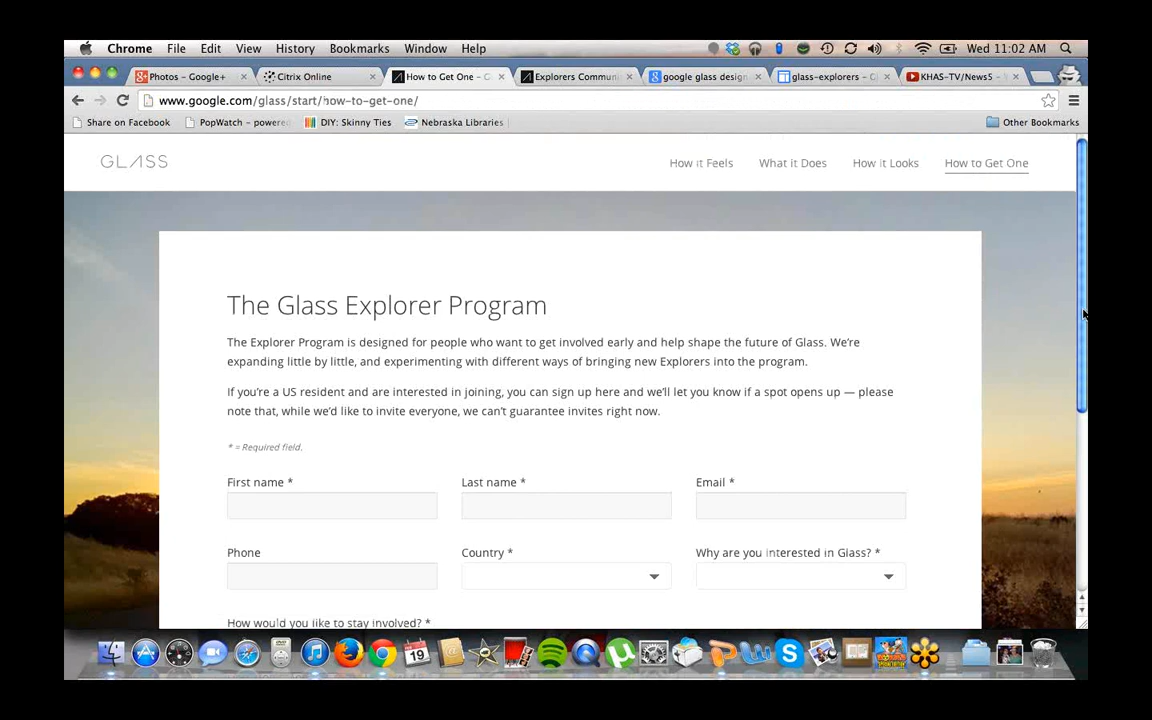 Chrome File Edit View History Bookmarks Window Help Wed 11:02 AM
Photos - Google+ Citrix Online How to Get One - G Explorers Commun google glass design glass-explorers - G KHAS-TV/News5 -
www.google.com/glass/start/how-to-get-one/
Share on Facebook PopWatch - powered DIY: Skinny Ties Nebraska Libraries Other Bookmarks
GLASS How it Feels What it Does How it Looks How to Get One
The Glass Explorer Program
The Explorer Program is designed for people who want to get involved early and help shape the future of Glass. We're
expanding little by little, and experimenting with different ways of bringing new Explorers into the program.
If you're a US resident and are interested in joining, you can sign up here and we'll let you know if a spot opens up — please
note that, while we'd like to invite everyone, we can't guarantee invites right now.
* = Required field.
First name * Last name * Email *
Phone Country * Why are you interested in Glass? *
How would you like to stay involved? *
19